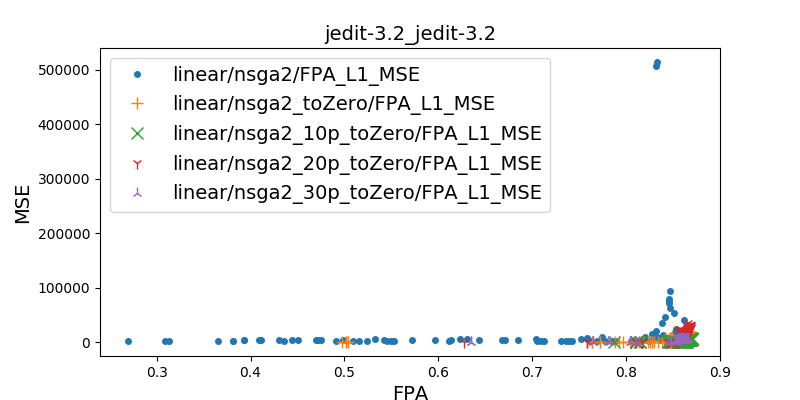 jedit-3.2_jedit-3.2
linear/nsga2/FPA_L1_MSE
linear/nsga2_toZero/FPA_L1_MSE
linear/nsga2_10p_toZero/FPA_L1_MSE
linear/nsga2_20p_toZero/FPA_L1_MSE
linear/nsga2_30p_toZero/FPA_L1_MSE
MSE
500000
400000
300000
200000
100000
0
0.3 0.4 0.5 0.6 0.7 0.8 0.9
FPA